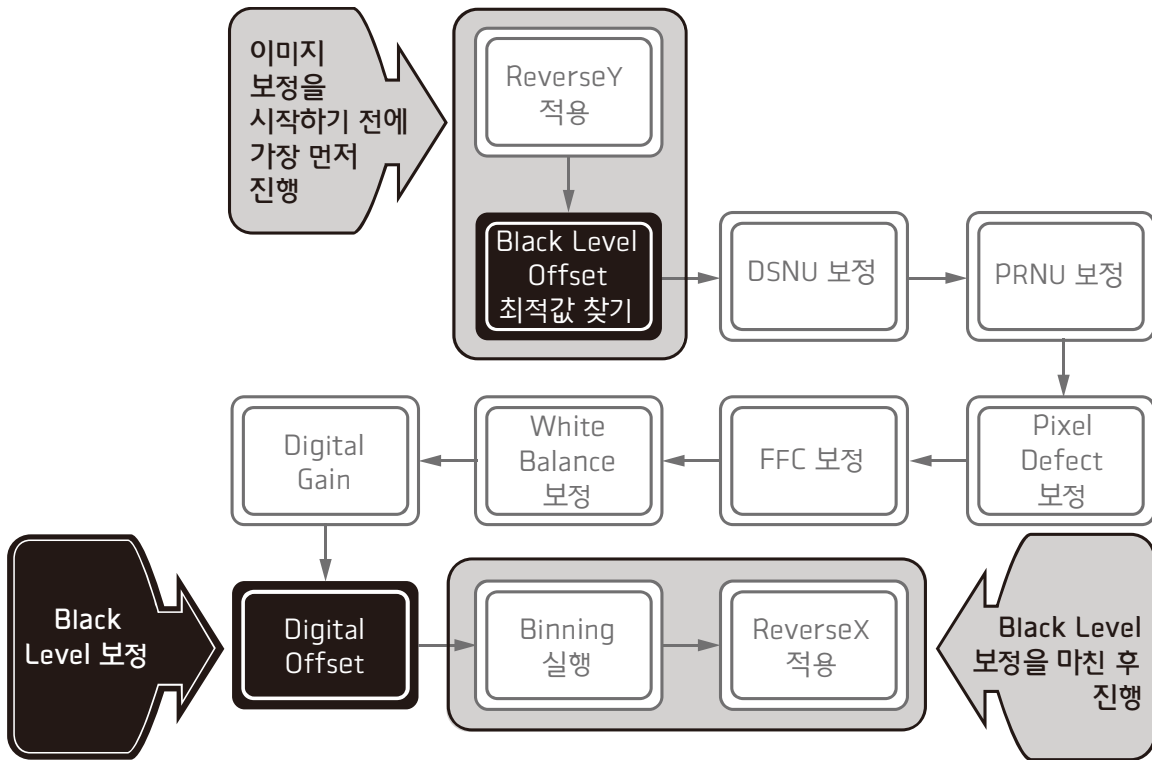 이미지
보정을
시작하기 전에
가장 먼저
진행
ReverseY
적용
Black Level
Offset
최적값 찾기
DSNU 보정
PRNU 보정
Pixel
Defect
보정
FFC 보정
White
Balance
보정
Digital
Gain
Black
Level 보정
Digital
Offset
Binning
실행
ReverseX
적용
Black Level
보정을 마친 후
진행